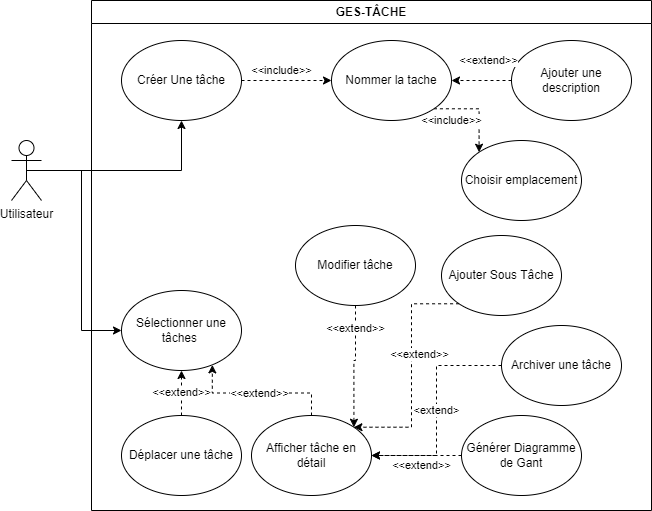 GES-TÂCHE
Créer Une tâche
<<include>>
Nommer la tache
<<extend>>
Ajouter une
description
<<include>>
Choisir emplacement
Utilisateur
Modifier tâche
Ajouter Sous Tâche
Sélectionner une
tâches
<<extend>>
<<extend>>
Archiver une tâche
<<extend>>
<<extend>>
<extend>
Déplacer une tâche
Afficher tâche en
détail
<<extend>>
Générer Diagramme
de Gant